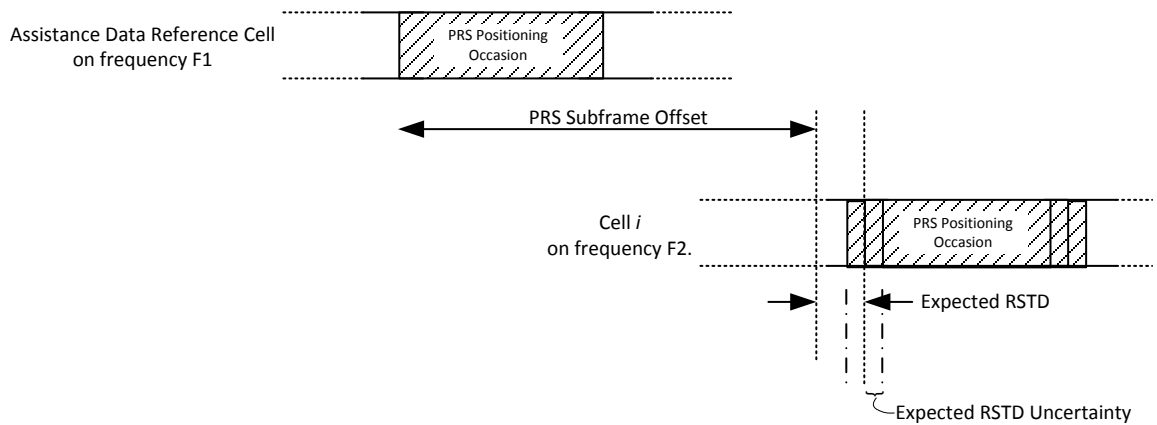 Assistance Data Reference Cell
on frequency F1
PRS Positioning
Occasion
PRS Subframe Offset
Cell i
on frequency F2.
PRS Positioning
Occasion
Expected RSTD
Expected RSTD Uncertainty